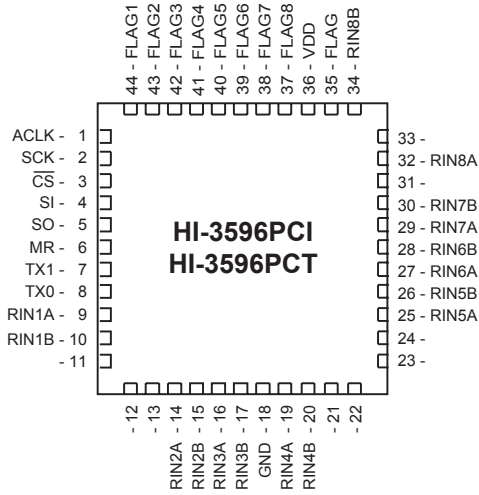 44 - FLAG1
43 - FLAG2
42 - FLAG3
41 - FLAG4
40 - FLAG5
39 - FLAG6
38 - FLAG7
37 - FLAG8
36 - VDD
35 - FLAG
34 - RIN8B
ACLK - 1
SCK - 2
C̅S̅ - 3
SI - 4
SO - 5
MR - 6
TX1 - 7
TX0 - 8
RIN1A - 9
RIN1B - 10
- 11
HI-3596PCI
HI-3596PCT
33 -
32 - RIN8A
31 -
30 - RIN7B
29 - RIN7A
28 - RIN6B
27 - RIN6A
26 - RIN5B
25 - RIN5A
24 -
23 -
- 12
- 13
RIN2A - 14
RIN2B - 15
RIN3A - 16
RIN3B - 17
GND - 18
RIN4A - 19
RIN4B - 20
- 21
- 22